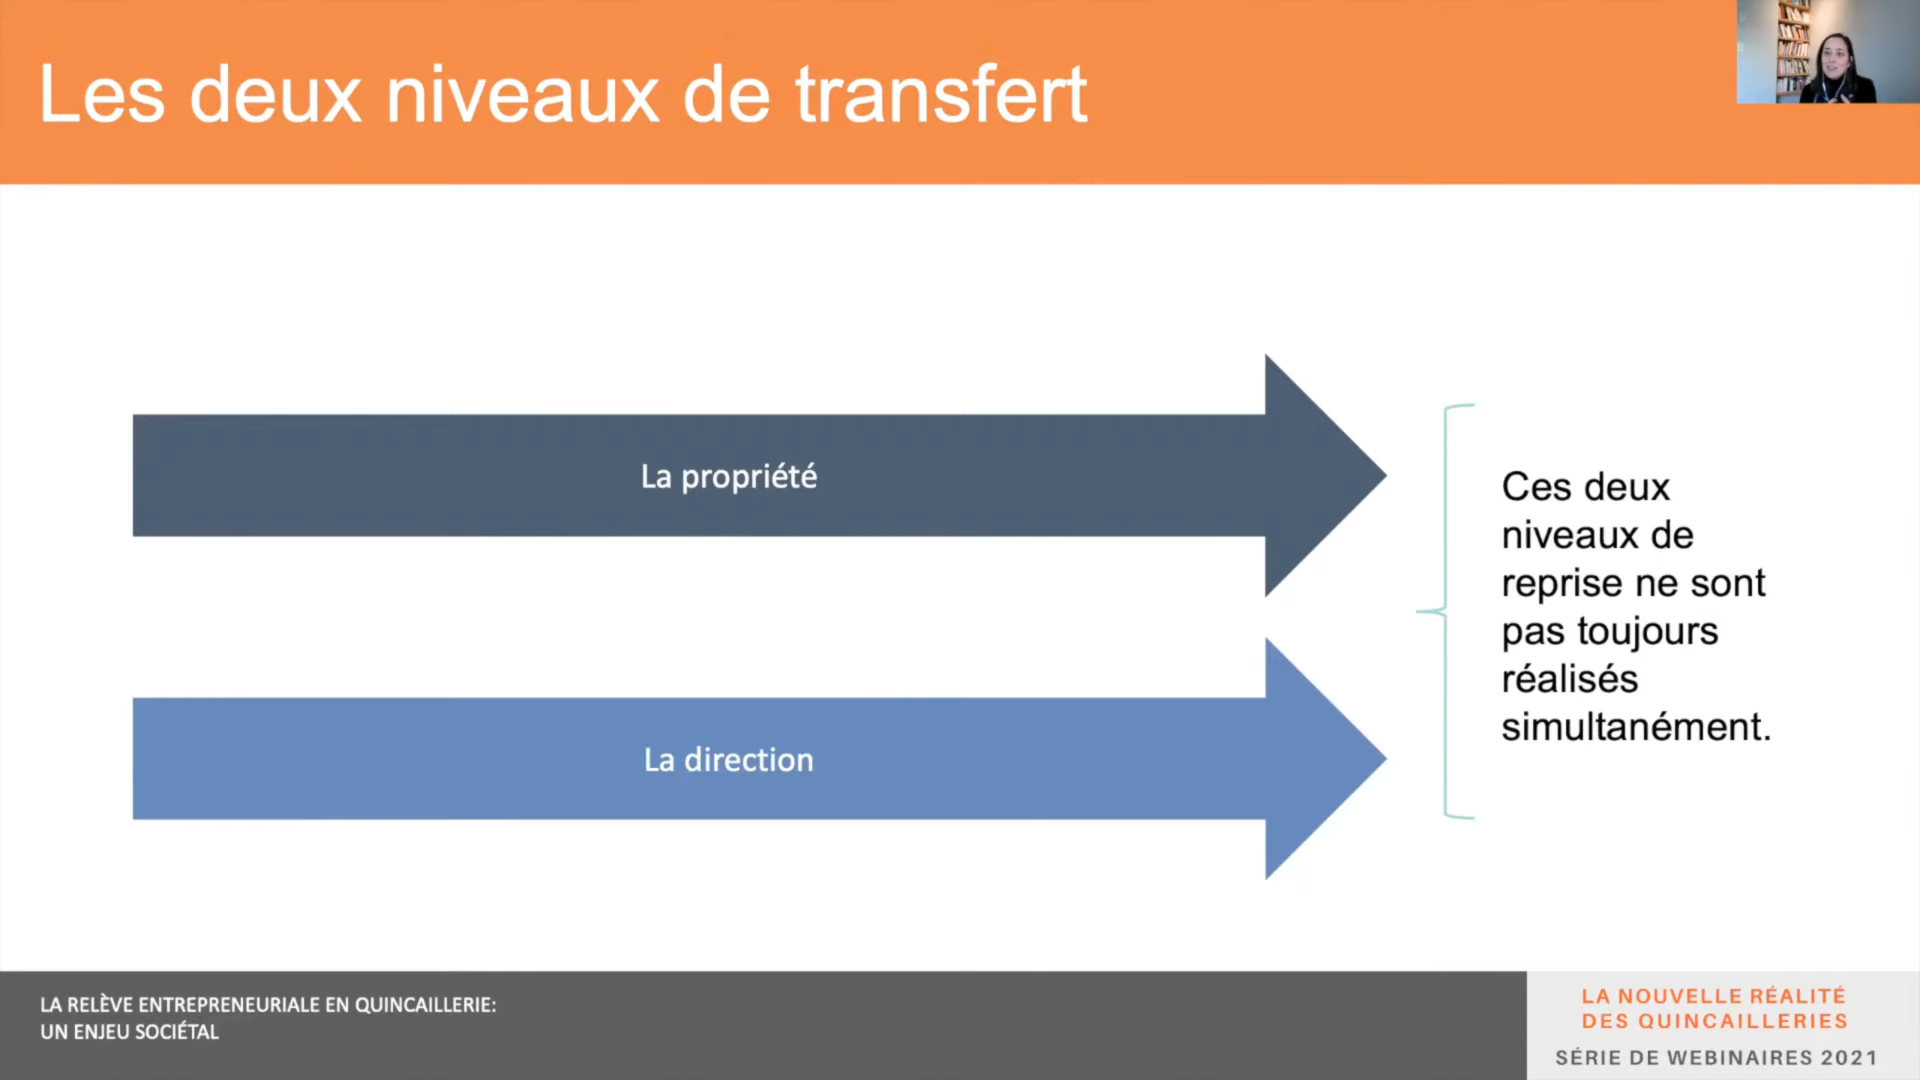 Les deux niveaux de transfert
La propriété
La direction
Ces deux
niveaux de
reprise ne sont
pas toujours
réalisés
simultanément.
LA RELÈVE ENTREPRENEURIALE EN QUINCAILLERIE:
UN ENJEU SOCIÉTAL
LA NOUVELLE RÉALITÉ
DES QUINCAILLERIES
SÉRIE DE WEBINAIRES 2021